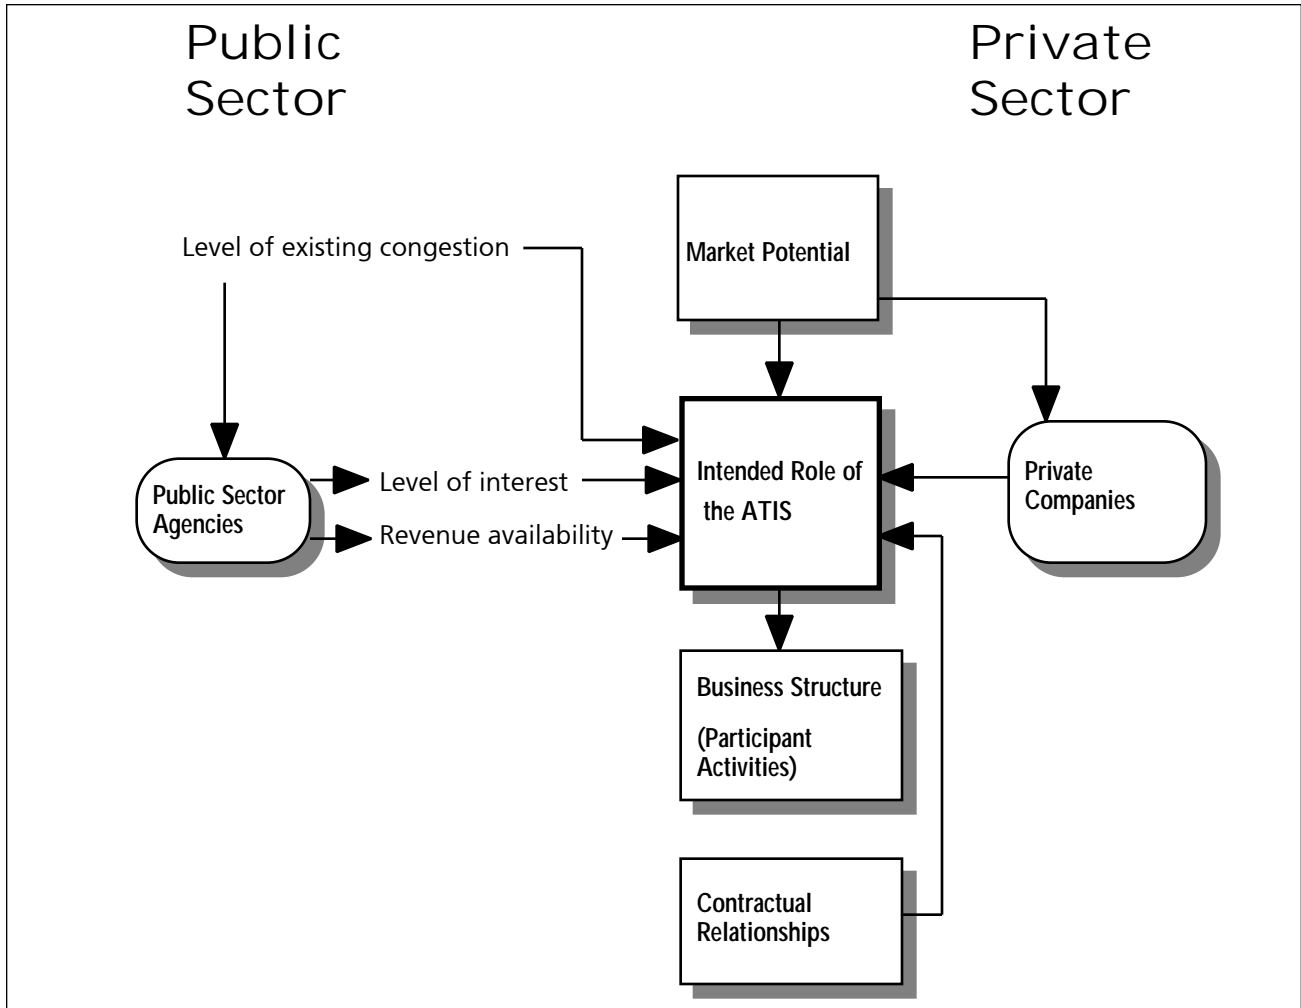 Public
Sector
Private
Sector
Market Potential
Level of existing congestion
Intended Role of
the ATIS
Private
Companies
Public Sector
Agencies
Level of interest
Revenue availability
Business Structure
(Participant
Activities)
Contractual
Relationships